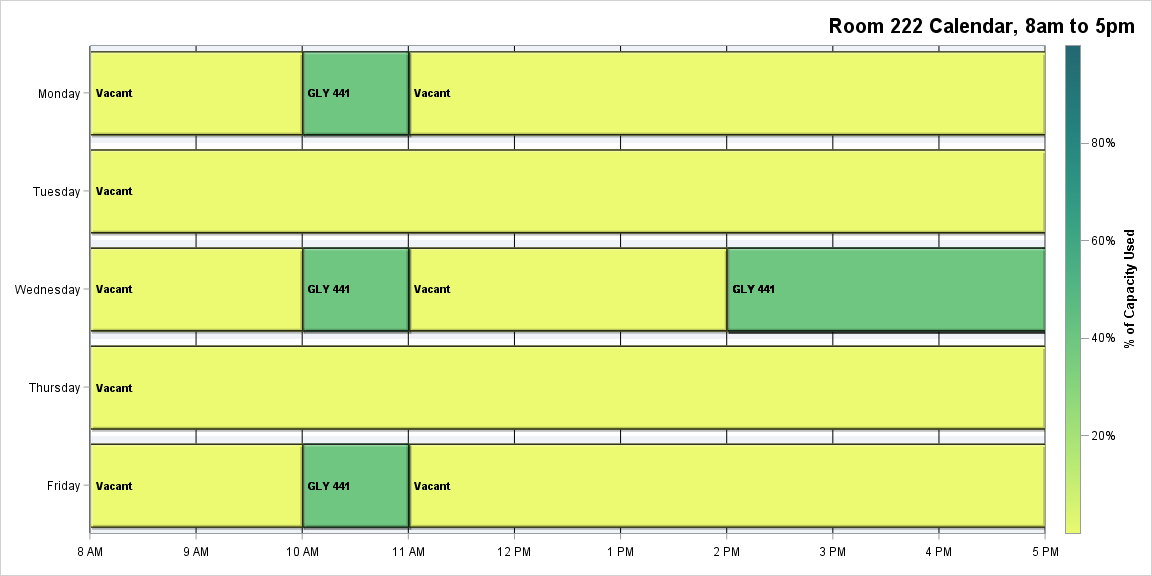 Room 222 Calendar, 8am to 5pm
Monday
Vacant
GLY 441
Vacant
Tuesday
Vacant
Wednesday
Vacant
GLY 441
Vacant
GLY 441
Thursday
Vacant
Friday
Vacant
GLY 441
Vacant
8 AM
9 AM
10 AM
11 AM
12 PM
1 PM
2 PM
3 PM
4 PM
5 PM
80%
60%
40%
20%
% of Capacity Used